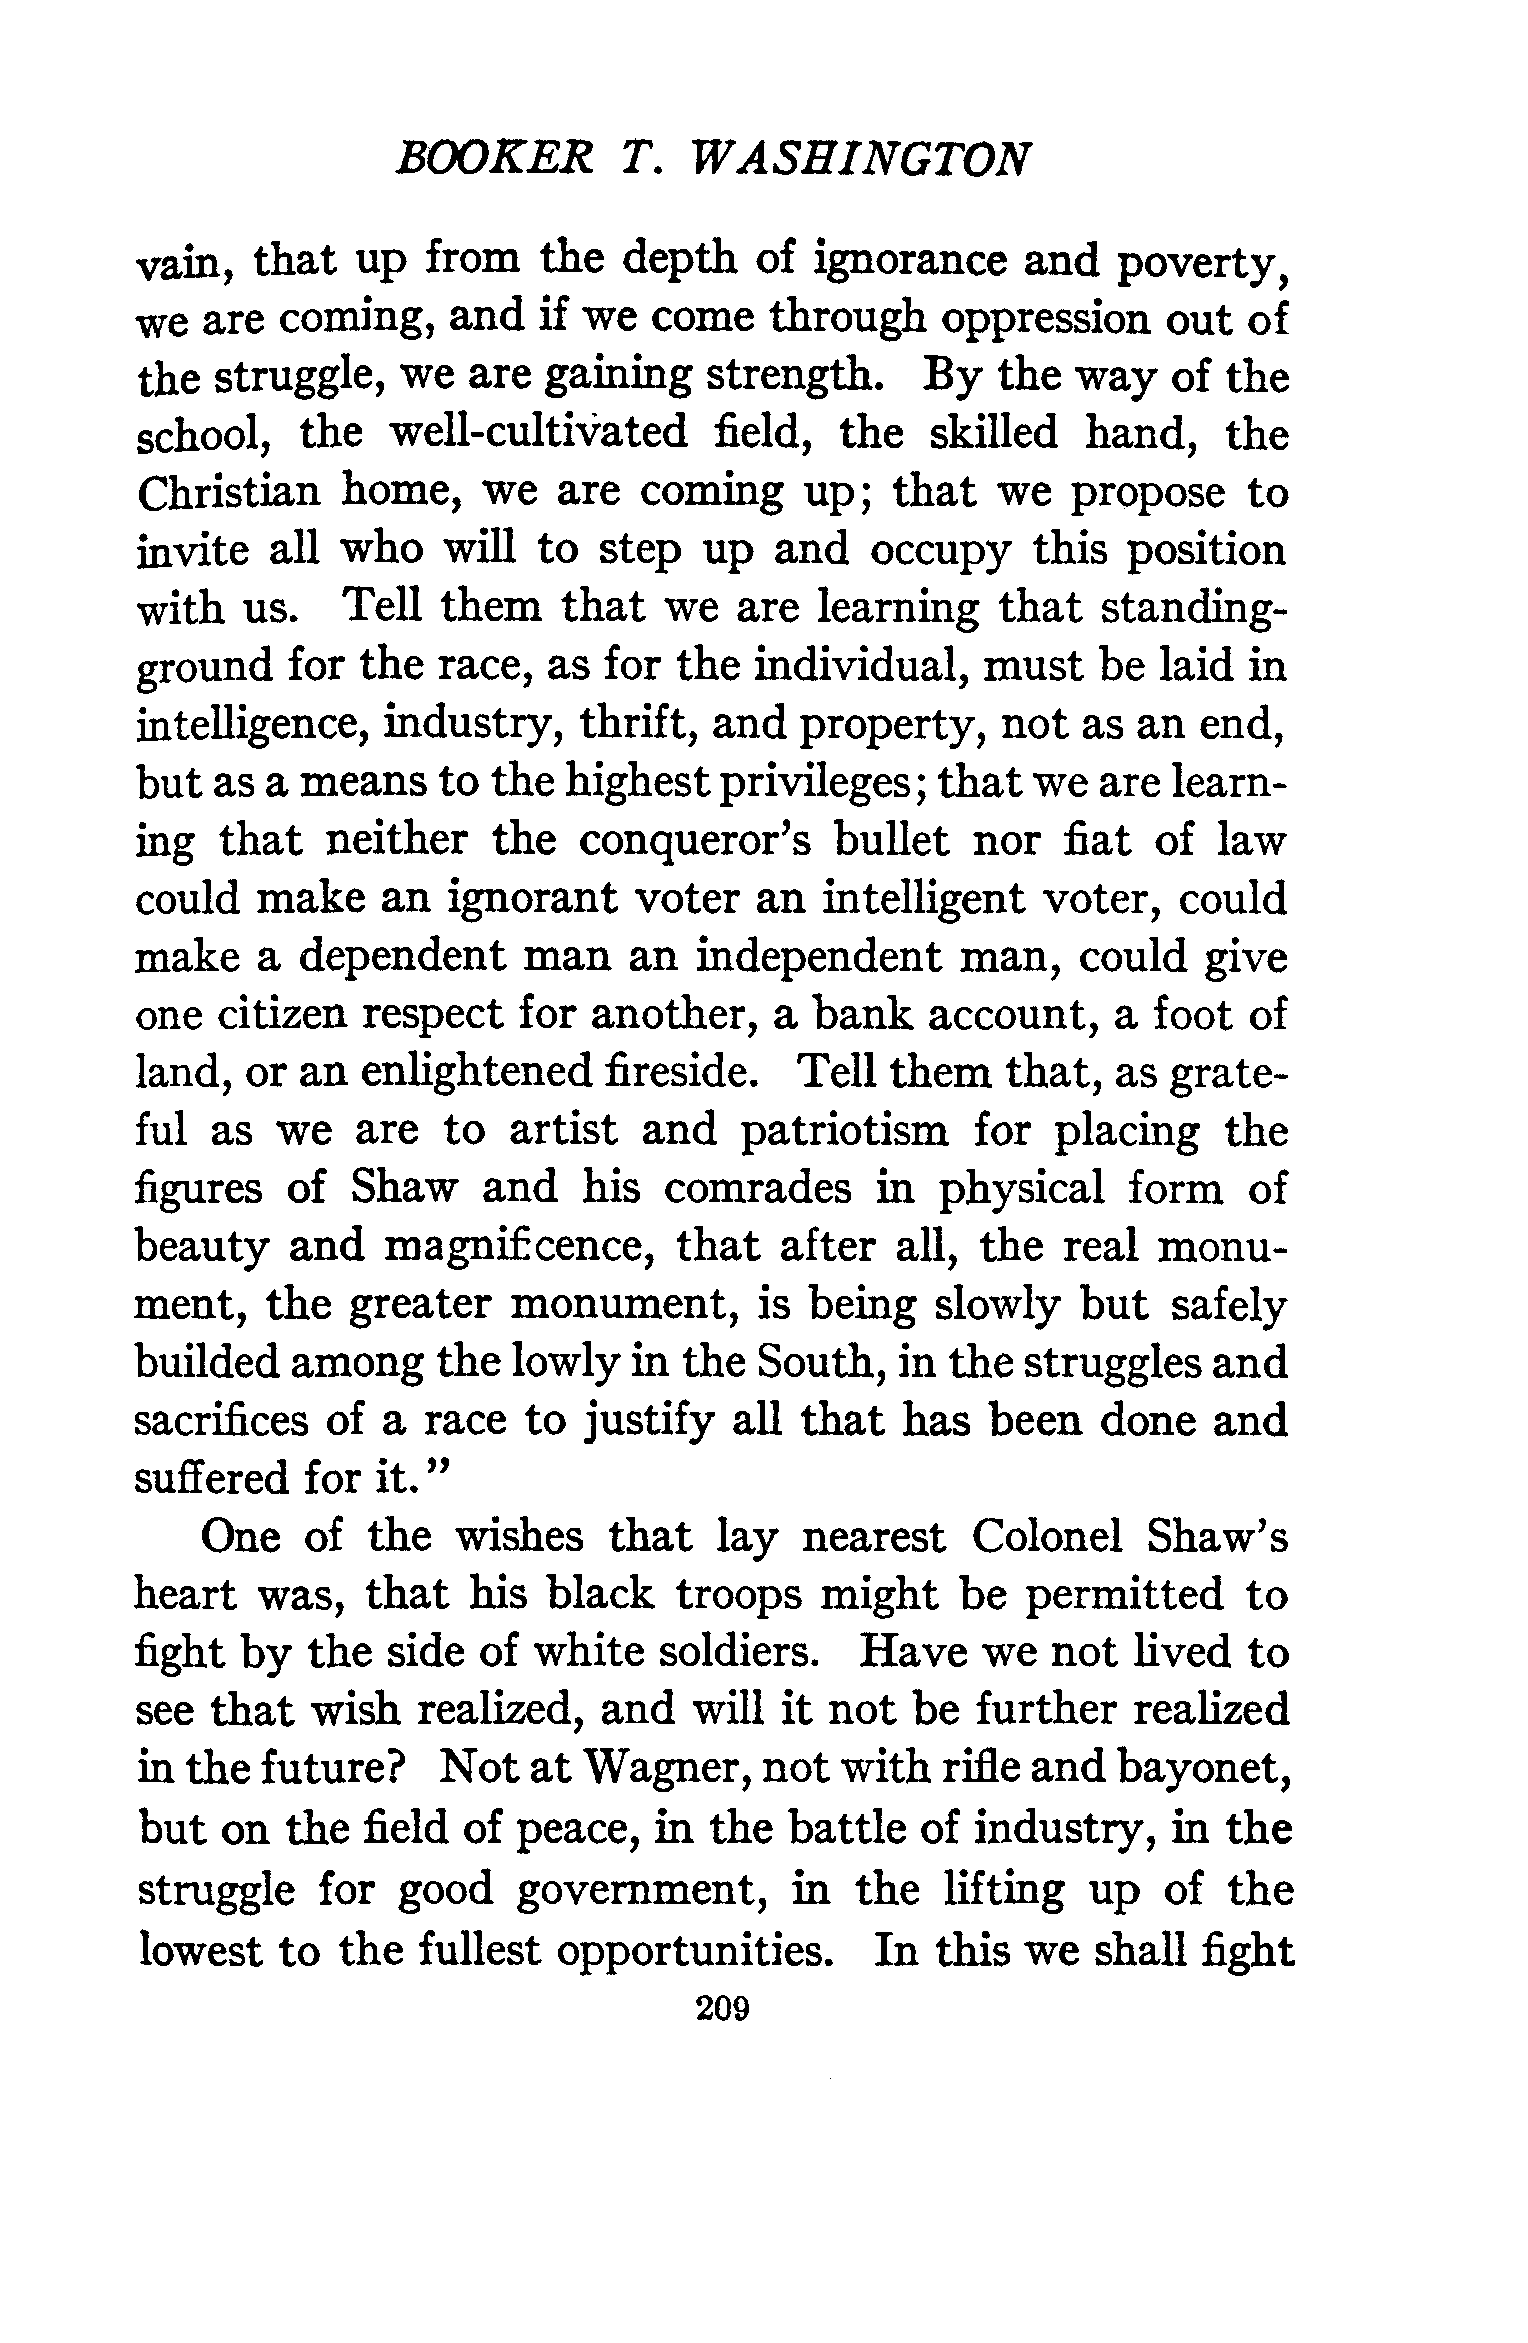 BOOKER T. WASHINGTON
vain, that up from the depth of ignorance and poverty,
we are coming, and if we come through oppression out of
the struggle, we are gaining strength. By the way of the
school, the well-cultivated field, the skilled hand, the
Christian home, we are coming up; that we propose to
invite all who will to step up and occupy this position
with us. Tell them that we are learning that standing-
ground for the race, as for the individual, must be laid in
intelligence, industry, thrift, and property, not as an end,
but as a means to the highest privileges; that we are learn-
ing that neither the conqueror's bullet nor fiat of law
could make an ignorant voter an intelligent voter, could
make a dependent man an independent man, could give
one citizen respect for another, a bank account, a foot of
land, or an enlightened fireside. Tell them that, as grate-
ful as we are to artist and patriotism for placing the
figures of Shaw and his comrades in physical form of
beauty and magnificence, that after all, the real monu-
ment, the greater monument, is being slowly but safely
builded among the lowly in the South, in the struggles and
sacrifices of a race to justify all that has been done and
suffered for it."
One of the wishes that lay nearest Colonel Shaw's
heart was, that his black troops might be permitted to
fight by the side of white soldiers. Have we not lived to
see that wish realized, and will it not be further realized
in the future? Not at Wagner, not with rifle and bayonet,
but on the field of peace, in the battle of industry, in the
struggle for good government, in the lifting up of the
lowest to the fullest opportunities. In this we shall fight
209